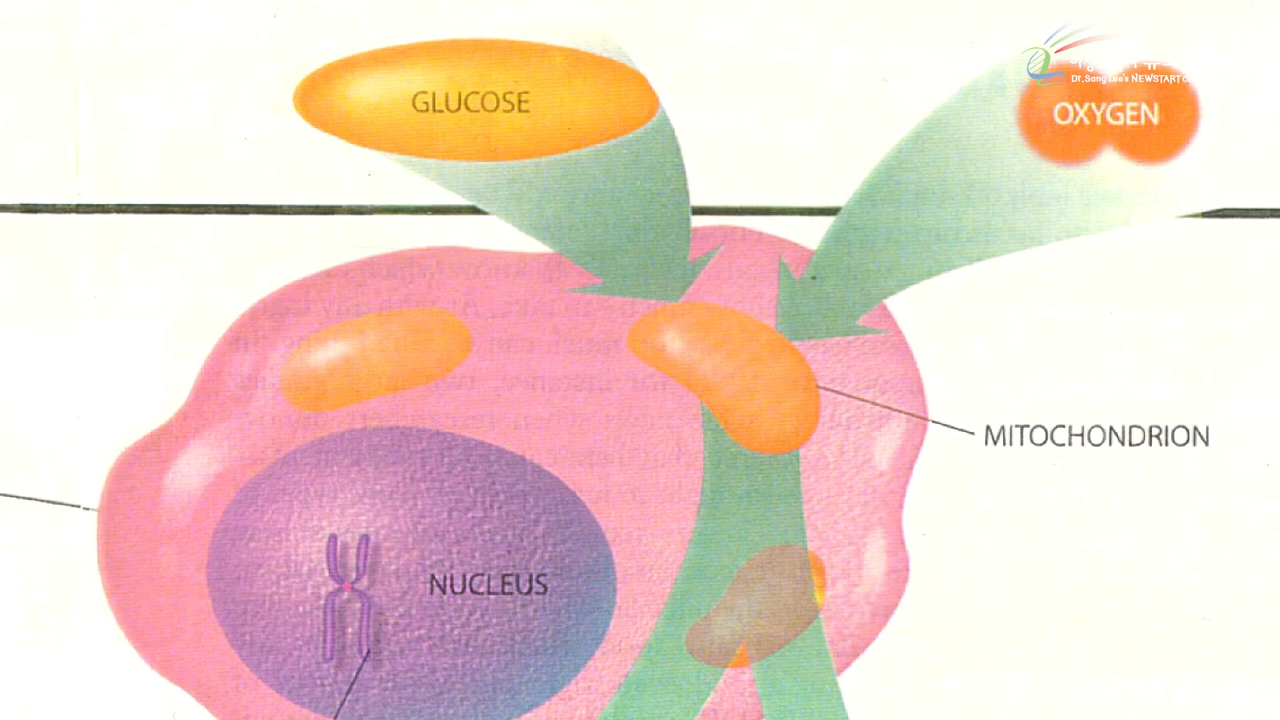 GLUCOSE
Dr.Sang Lee's NEWSTART
OXYGEN
MITOCHONDRION
NUCLEUS